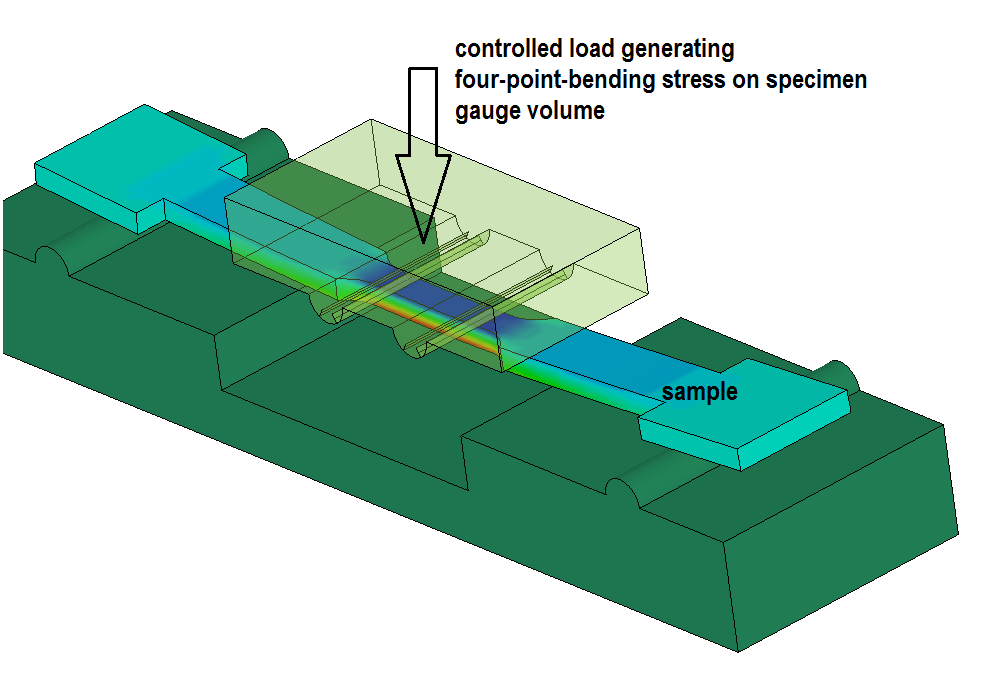 controlled load generating
four-point-bending stress on specimen
gauge volume
sample